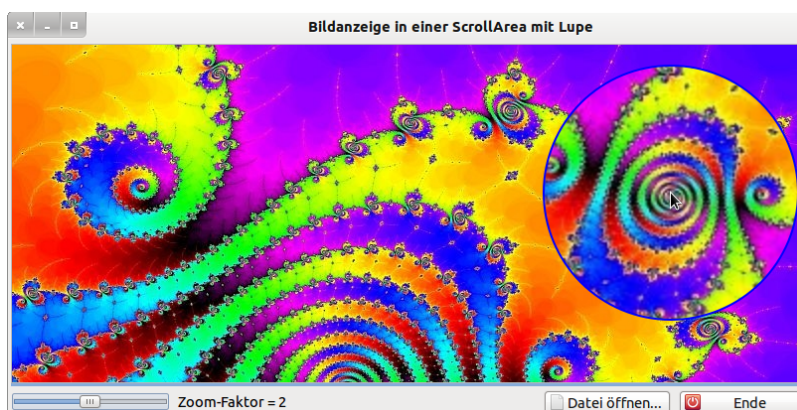 Bildanzeige in einer ScrollArea mit Lupe
Zoom-Faktor = 2 Datei öffnen... Ende